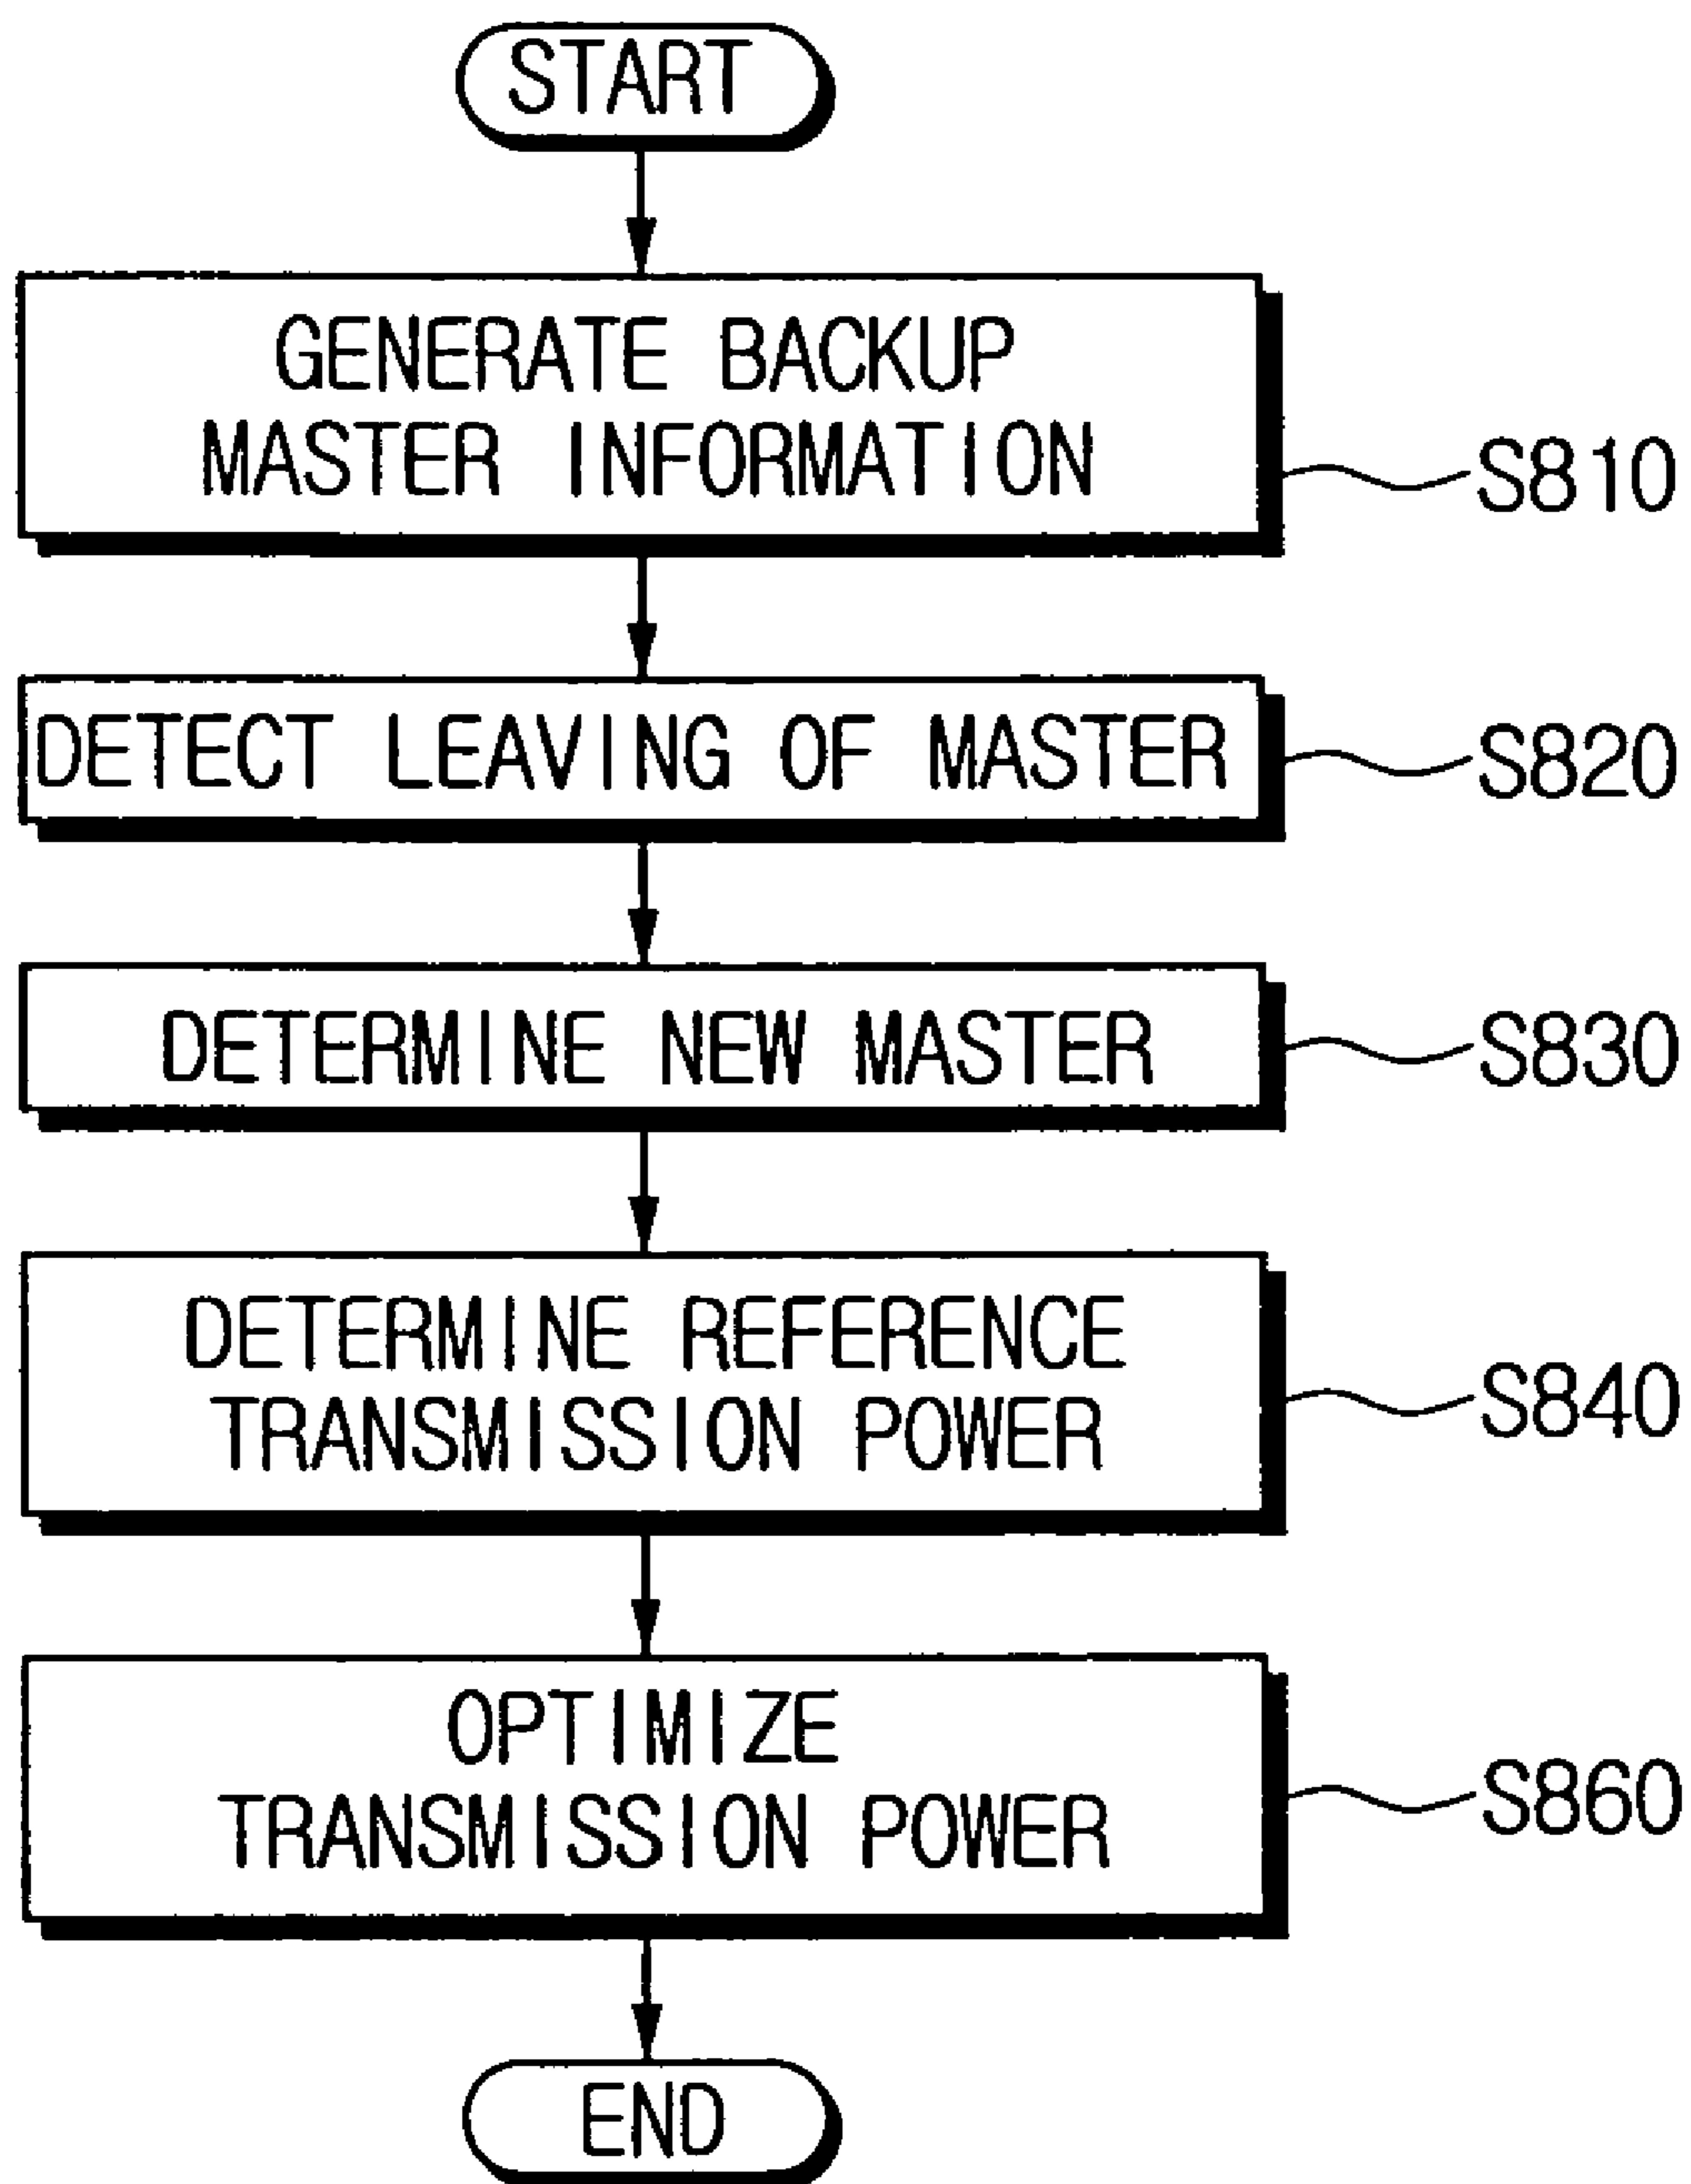 START
GENERATE BACKUP
MASTER INFORMATION
S810
DETECT LEAVING OF MASTER
S820
DETERMINE NEW MASTER
S830
DETERMINE REFERENCE
TRANSMISSION POWER
S840
OPTIMIZE
TRANSMISSION POWER
S860
END